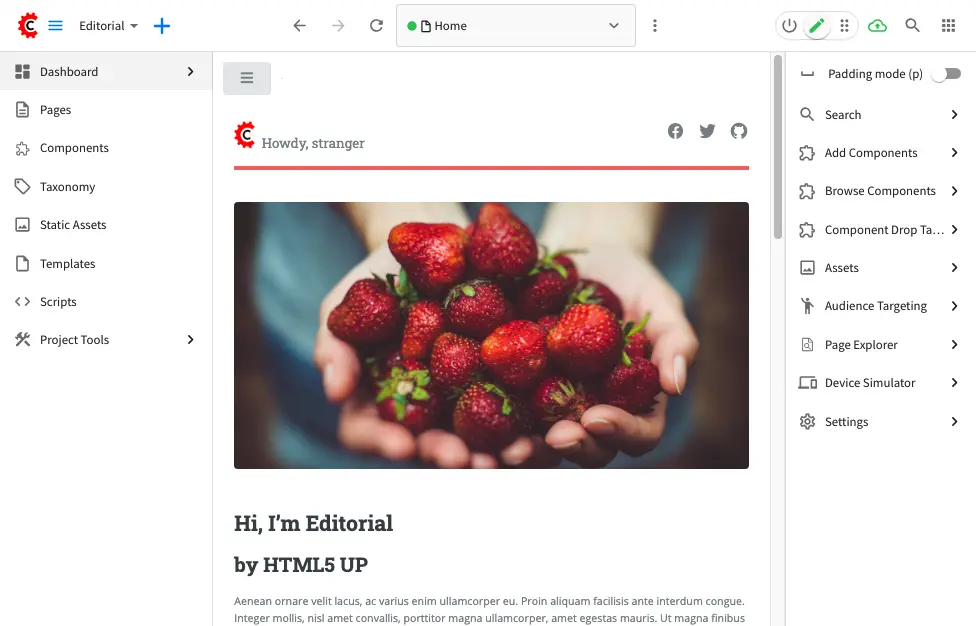 Editorial
Home
Dashboard
Pages
Components
Taxonomy
Static Assets
Templates
Scripts
Project Tools
C Howdy, stranger
Hi, I'm Editorial
by HTML5 UP
Aenean ornare velit lacus, ac varius enim ullamcorper eu. Proin aliquam facilisis ante interdum congue.
Integer mollis, nisl amet convallis, porttitor magna ullamcorper, amet egestas mauris. Ut magna finibus
Padding mode (p)
Search
Add Components
Browse Components
Component Drop Ta...
Assets
Audience Targeting
Page Explorer
Device Simulator
Settings